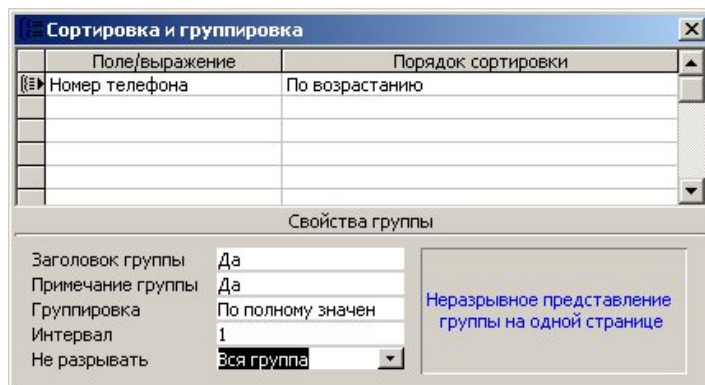 Сортировка и группировка
Поле/выражение Порядок сортировки
Номер телефона По возрастанию
Свойства группы
Заголовок группы Да
Примечание группы Да
Группировка По полному значен
Интервал 1
Не разрывать Вся группа
Неразрывное представление
группы на одной странице